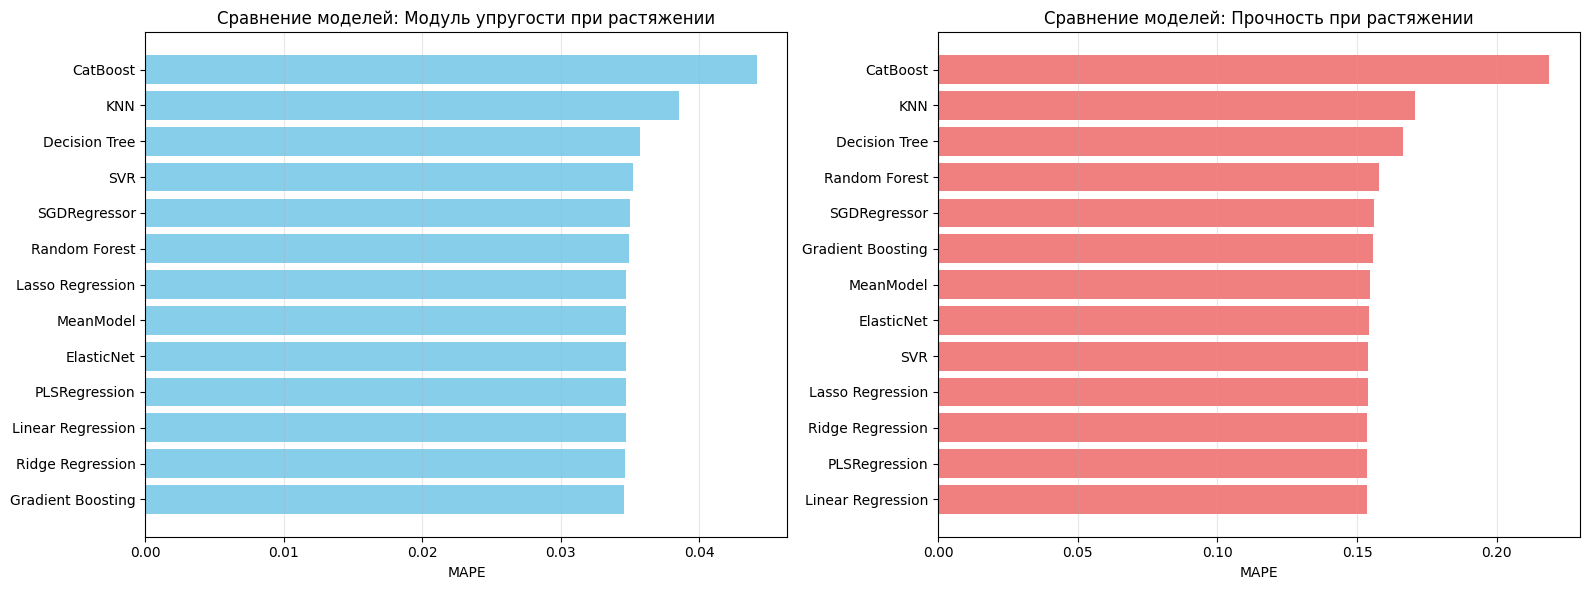 Сравнение моделей: Модуль упругости при растяжении
CatBoost
KNN
Decision Tree
SVR
SGDRegressor
Random Forest
Lasso Regression
MeanModel
ElasticNet
PLSRegression
Linear Regression
Ridge Regression
Gradient Boosting
0.00 0.01 0.02 0.03 0.04
MAPE
Сравнение моделей: Прочность при растяжении
CatBoost
KNN
Decision Tree
Random Forest
SGDRegressor
Gradient Boosting
MeanModel
ElasticNet
SVR
Lasso Regression
Ridge Regression
PLSRegression
Linear Regression
0.00 0.05 0.10 0.15 0.20
MAPE